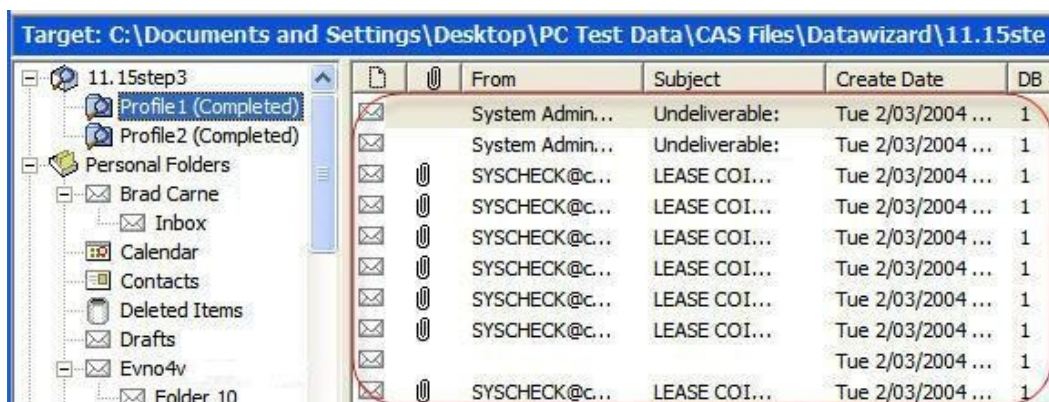 Target: C:\Documents and Settings\Desktop\PC Test Data\CAS Files\Datawizard\11.15ste
11.15step3
Profile1 (Completed)
Profile2 (Completed)
Personal Folders
Brad Carne
Inbox
Calendar
Contacts
Deleted Items
Drafts
Evno4v
Folder 10
From Subject Create Date DB
System Admin... Undeliverable: Tue 2/03/2004 ... 1
System Admin... Undeliverable: Tue 2/03/2004 ... 1
SYSCHECK@c... LEASE COI... Tue 2/03/2004 ... 1
SYSCHECK@c... LEASE COI... Tue 2/03/2004 ... 1
SYSCHECK@c... LEASE COI... Tue 2/03/2004 ... 1
SYSCHECK@c... LEASE COI... Tue 2/03/2004 ... 1
SYSCHECK@c... LEASE COI... Tue 2/03/2004 ... 1
SYSCHECK@c... LEASE COI... Tue 2/03/2004 ... 1
Tue 2/03/2004 ... 1
SYSCHECK@c... LEASE COI... Tue 2/03/2004 ... 1